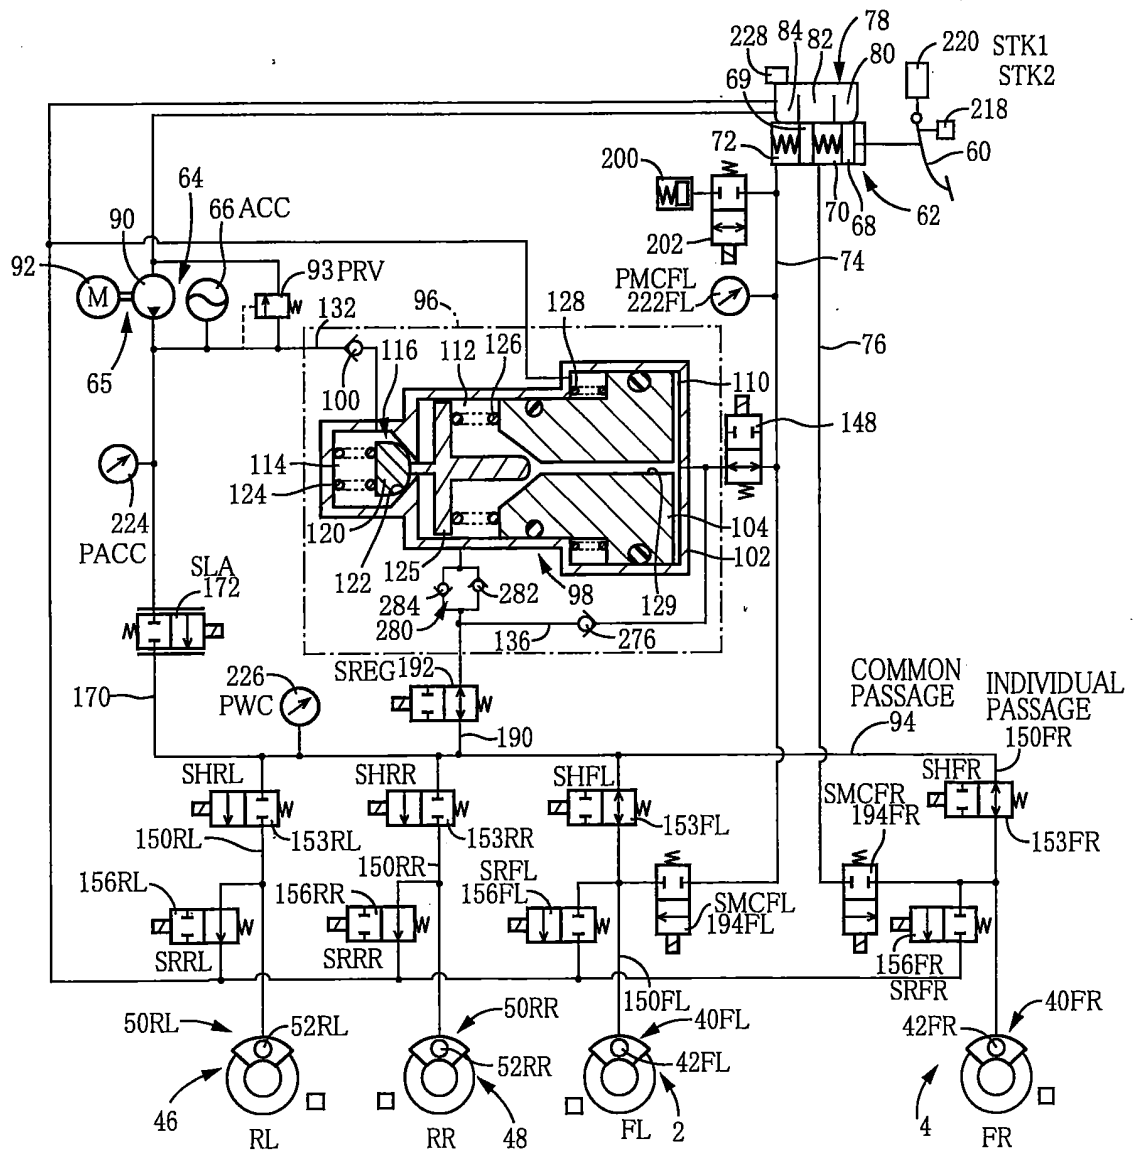 78
84
82
80
220
STK1
STK2
228
69
218
72
60
200
64
66 ACC
90
70
68
62
202
92
M
93PRV
PMCFL
222FL
74
132
96
128
65
116
112
126
76
100
110
148
114
124
224
PACC
120
122
125
104
102
SLA
172
284
282
98
129
280
136
276
170
226
PWC
SREG
192
190
COMMON
PASSAGE
94
INDIVIDUAL
PASSAGE
150FR
SHRL
SHRR
SHFL
SHFR
SMCFR
194FR
153RL
153RR
153FL
153FR
150RL
150RR
SRFL
156FL
156RL
156RR
SMCFL
194FL
SRRL
SRRR
156FR
SRFR
150FL
50RL
52RL
50RR
40FL
42FR
40FR
52RR
42FL
46
48
2
4
RL
RR
FL
FR